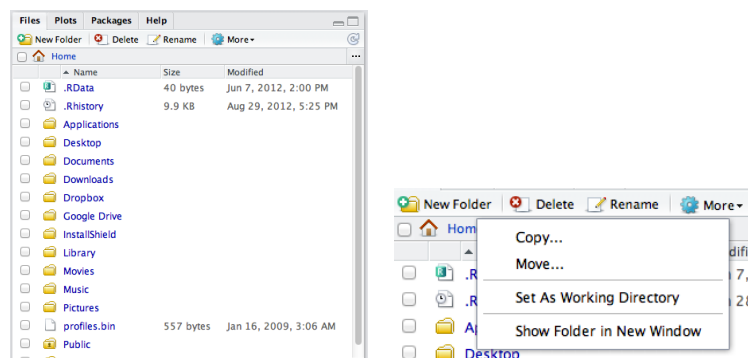 Files Plots Packages Help
New Folder Delete Rename More
Home ...
Name Size Modified
.RData 40 bytes Jun 7, 2012, 2:00 PM
.Rhistory 9.9 KB Aug 29, 2012, 5:25 PM
Applications
Desktop
Documents
Downloads
Dropbox
Google Drive
InstallShield
Library
Movies
Music
Pictures
profiles.bin 557 bytes Jan 16, 2009, 3:06 AM
Public
New Folder Delete Rename More
Hom
Copy...
Move...
Set As Working Directory
Show Folder in New Window
Desktop